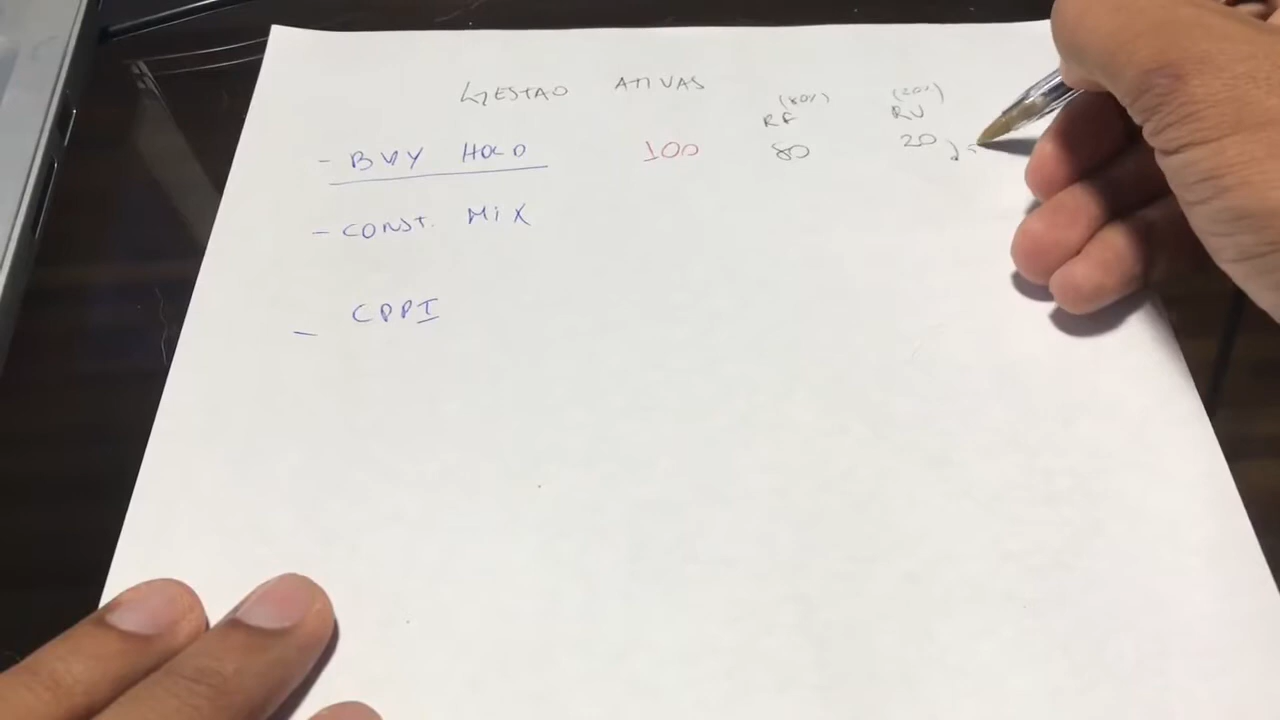 GESTAO ATIVAS
(80%) (20%)
RF RV
- BUY HOLD 100 80 20
- CONST. MIX
- CPPI